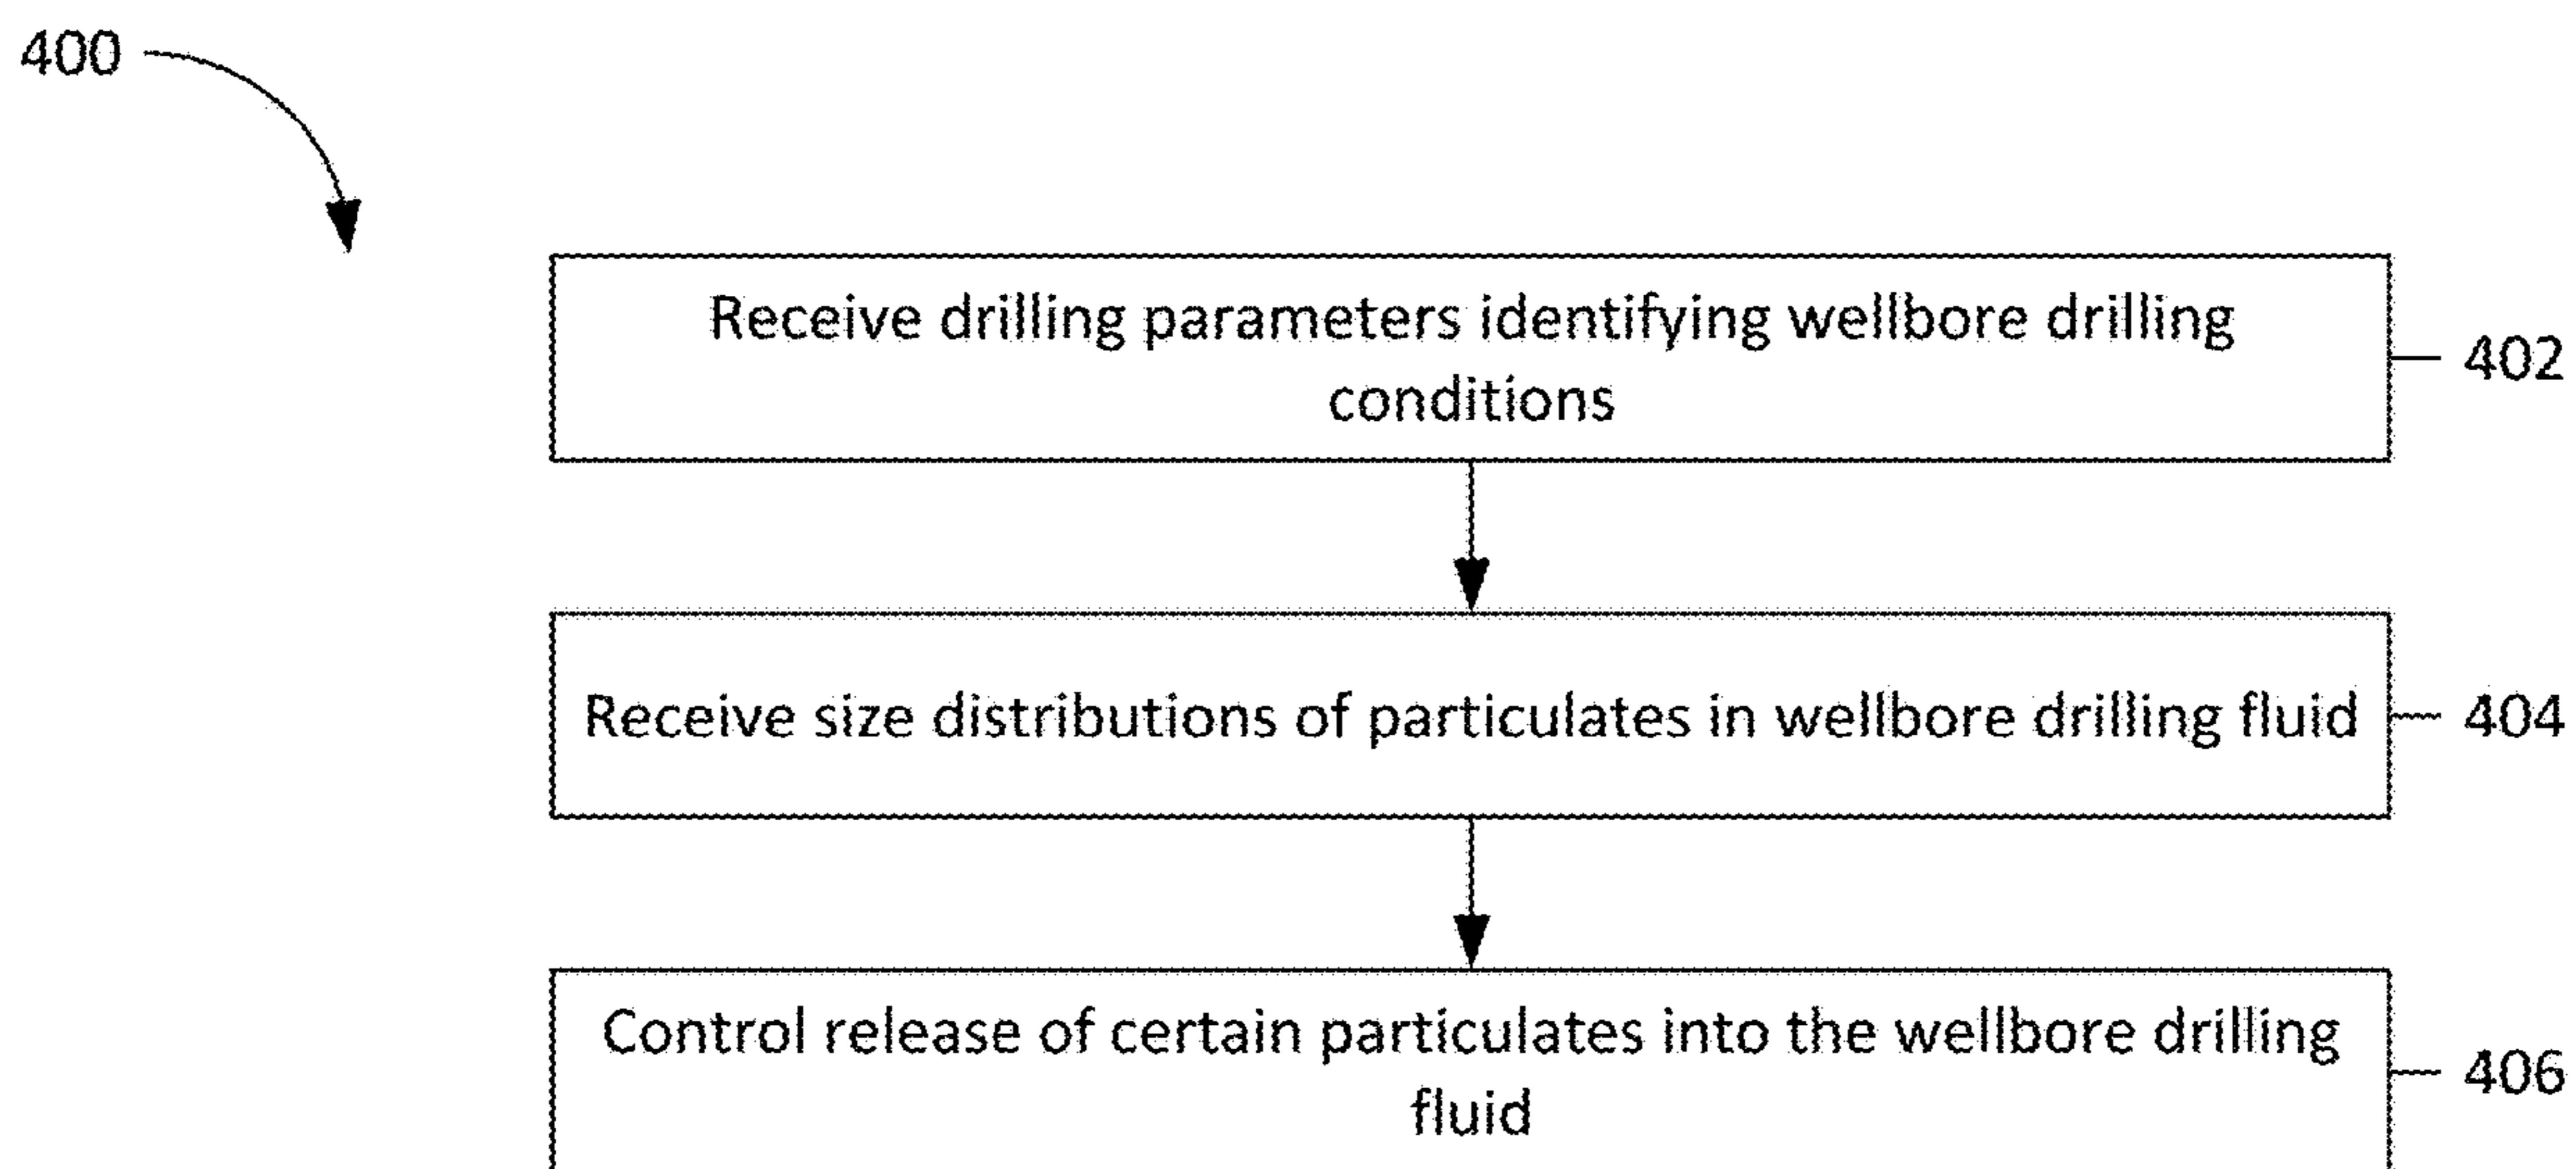 400
Receive drilling parameters identifying wellbore drilling
conditions
402
Receive size distributions of particulates in wellbore drilling fluid
404
Control release of certain particulates into the wellbore drilling
fluid
406